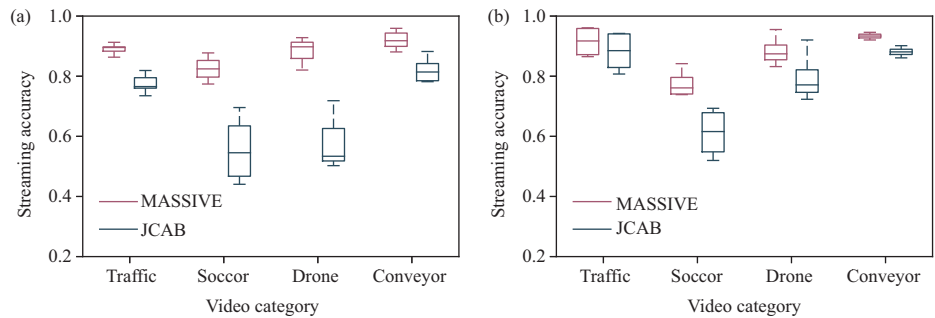 (a)
1.0
0.8
0.6
0.4
0.2
Streaming accuracy
MASSIVE
JCAB
Traffic Soccor Drone Conveyor
Video category
(b)
1.0
0.8
0.6
0.4
0.2
Streaming accuracy
MASSIVE
JCAB
Traffic Soccor Drone Conveyor
Video category